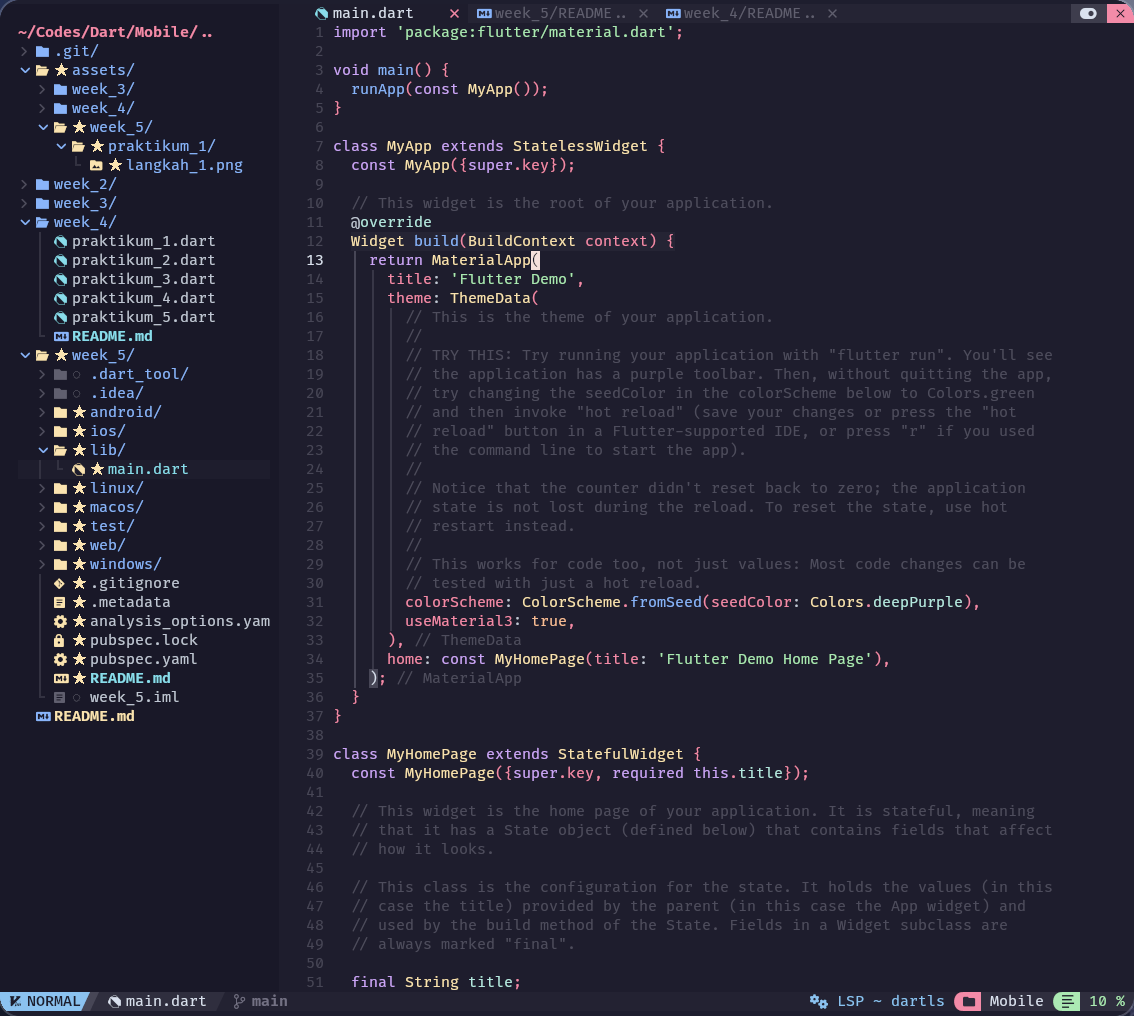 main.dart
week_5/README..
week_4/README..
~/Codes/Dart/Mobile/..
.git/
assets/
week_3/
week_4/
week_5/
praktikum_1/
langkah_1.png
week_2/
week_3/
week_4/
praktikum_1.dart
praktikum_2.dart
praktikum_3.dart
praktikum_4.dart
praktikum_5.dart
README.md
week_5/
.dart_tool/
.idea/
android/
ios/
lib/
main.dart
linux/
macos/
test/
web/
windows/
.gitignore
.metadata
analysis_options.yam
pubspec.lock
pubspec.yaml
README.md
week_5.iml
README.md
1 import 'package:flutter/material.dart';
2
3 void main() {
4   runApp(const MyApp());
5 }
6
7 class MyApp extends StatelessWidget {
8   const MyApp({super.key});
9
10   // This widget is the root of your application.
11   @override
12   Widget build(BuildContext context) {
13     return MaterialApp(
14       title: 'Flutter Demo',
15       theme: ThemeData(
16         // This is the theme of your application.
17         //
18         // TRY THIS: Try running your application with "flutter run". You'll see
19         // the application has a purple toolbar. Then, without quitting the app,
20         // try changing the seedColor in the colorScheme below to Colors.green
21         // and then invoke "hot reload" (save your changes or press the "hot
22         // reload" button in a Flutter-supported IDE, or press "r" if you used
23         // the command line to start the app).
24         //
25         // Notice that the counter didn't reset back to zero; the application
26         // state is not lost during the reload. To reset the state, use hot
27         // restart instead.
28         //
29         // This works for code too, not just values: Most code changes can be
30         // tested with just a hot reload.
31         colorScheme: ColorScheme.fromSeed(seedColor: Colors.deepPurple),
32         useMaterial3: true,
33       ), // ThemeData
34       home: const MyHomePage(title: 'Flutter Demo Home Page'),
35     ); // MaterialApp
36   }
37 }
38
39 class MyHomePage extends StatefulWidget {
40   const MyHomePage({super.key, required this.title});
41
42   // This widget is the home page of your application. It is stateful, meaning
43   // that it has a State object (defined below) that contains fields that affect
44   // how it looks.
45
46   // This class is the configuration for the state. It holds the values (in this
47   // case the title) provided by the parent (in this case the App widget) and
48   // used by the build method of the State. Fields in a Widget subclass are
49   // always marked "final".
50
51   final String title;
NORMAL main.dart main LSP ~ dartls Mobile 10 %